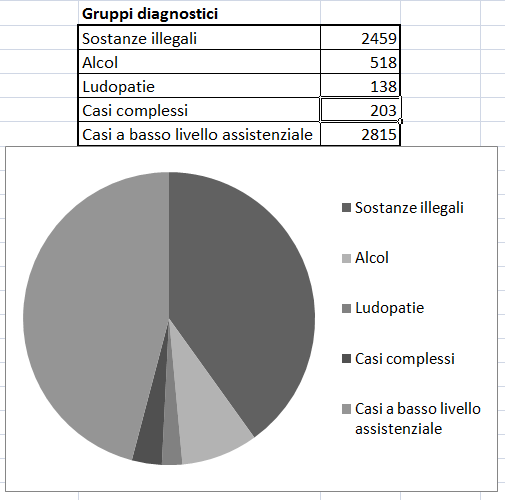 Gruppi diagnostici
Sostanze illegali 2459
Alcol 518
Ludopatie 138
Casi complessi 203
Casi a basso livello assistenziale 2815
Sostanze illegali
Alcol
Ludopatie
Casi complessi
Casi a basso livello
assistenziale